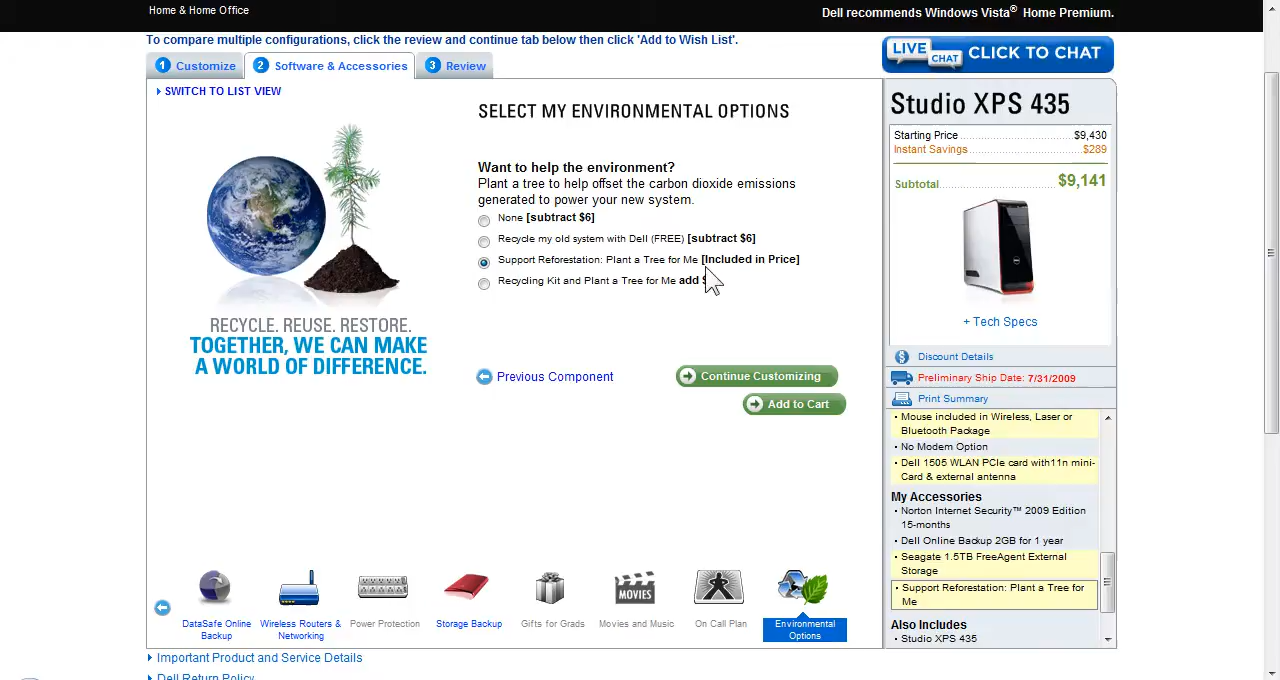 Home & Home Office
Dell recommends Windows Vista® Home Premium.
To compare multiple configurations, click the review and continue tab below then click 'Add to Wish List'.
LIVE CHAT CLICK TO CHAT
1 Customize
2 Software & Accessories
3 Review
SWITCH TO LIST VIEW
SELECT MY ENVIRONMENTAL OPTIONS
Want to help the environment?
Plant a tree to help offset the carbon dioxide emissions
generated to power your new system.
None [subtract $6]
Recycle my old system with Dell (FREE) [subtract $6]
Support Reforestation: Plant a Tree for Me [Included in Price]
Recycling Kit and Plant a Tree for Me add
RECYCLE. REUSE. RESTORE.
TOGETHER, WE CAN MAKE
A WORLD OF DIFFERENCE.
Previous Component
Continue Customizing
Add to Cart
DataSafe Online
Backup
Wireless Routers &
Networking
Power Protection
Storage Backup
Gifts for Grads
MOVIES
Movies and Music
On Call Plan
Environmental
Options
Studio XPS 435
Starting Price $9,430
Instant Savings $289
Subtotal $9,141
+ Tech Specs
Discount Details
Preliminary Ship Date: 7/31/2009
Print Summary
Mouse included in Wireless, Laser or
Bluetooth Package
No Modem Option
Dell 1505 WLAN PCIe card with11n mini-
Card & external antenna
My Accessories
Norton Internet Security™ 2009 Edition
15-months
Dell Online Backup 2GB for 1 year
Seagate 1.5TB FreeAgent External
Storage
Support Reforestation: Plant a Tree for
Me
Also Includes
Studio XPS 435
Important Product and Service Details
Dell Return Policy